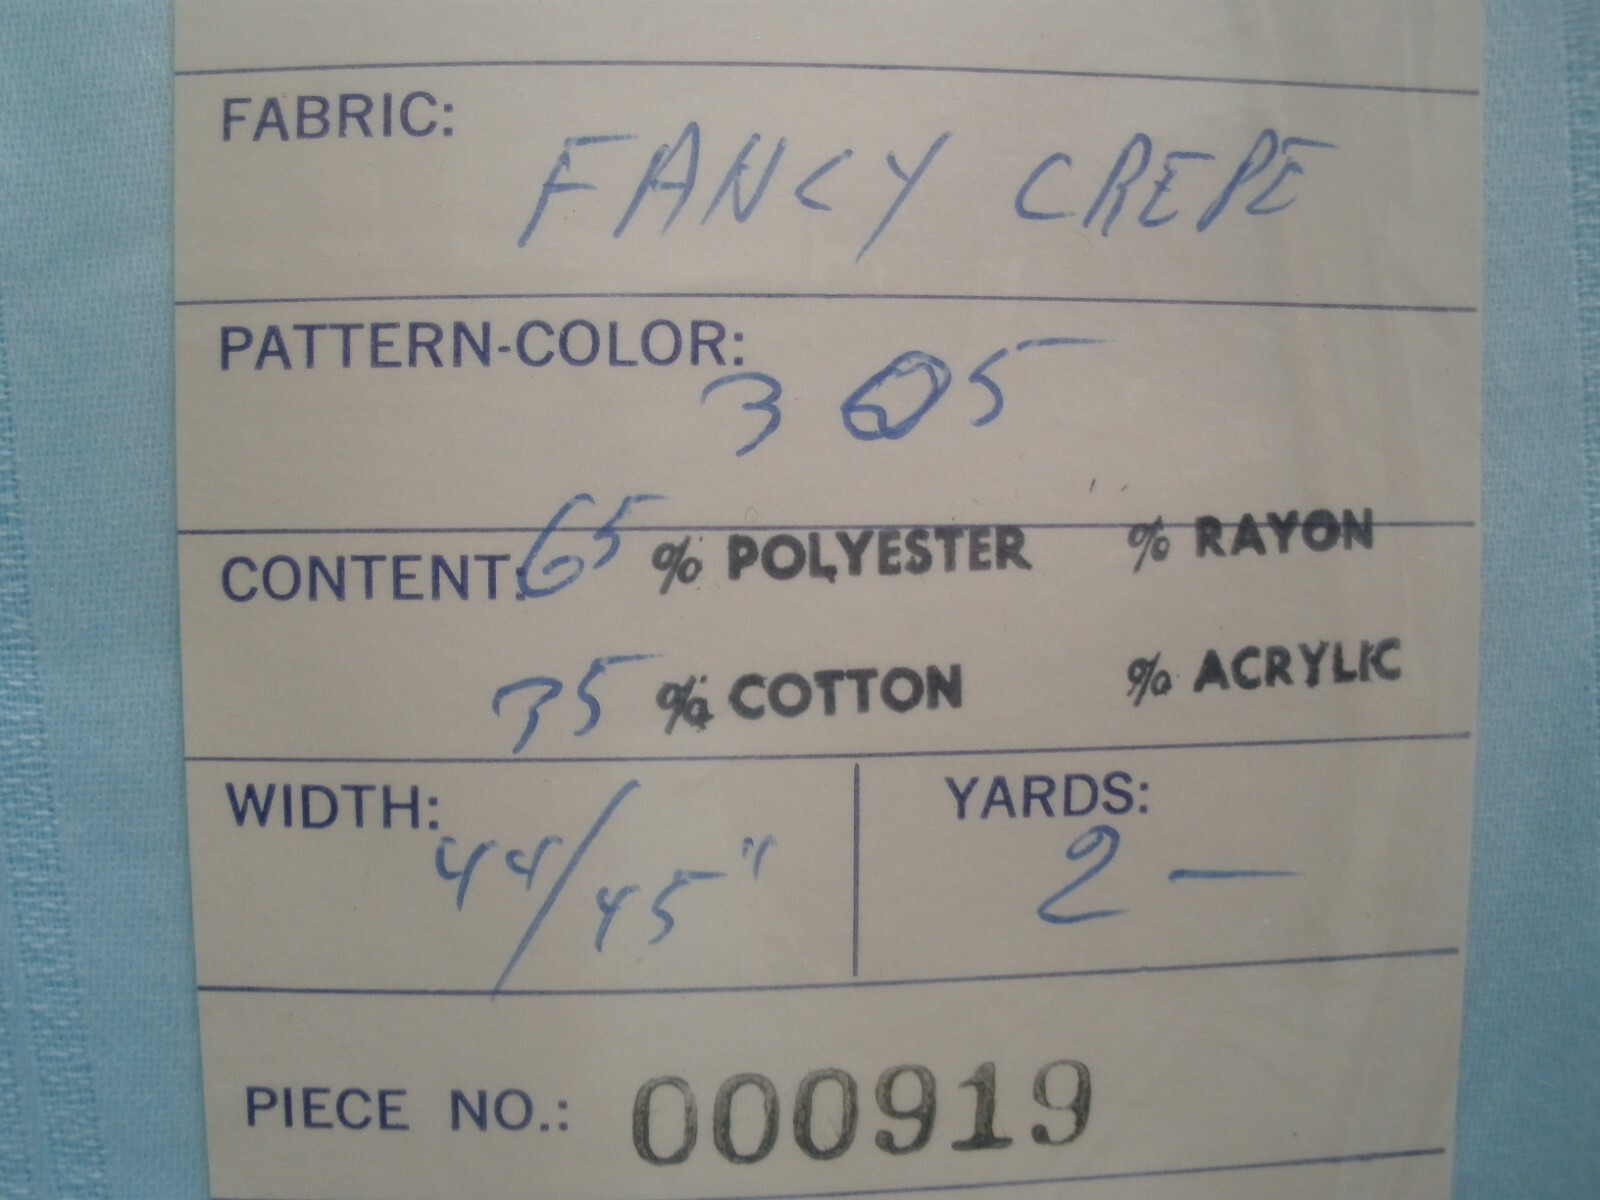 FABRIC:
FANCY CREPE
PATTERN-COLOR:
305
CONTENT: 65 % POLYESTER % RAYON
35 % COTTON % ACRYLIC
WIDTH: YARDS:
44/45" 2 —
PIECE NO.: 000919